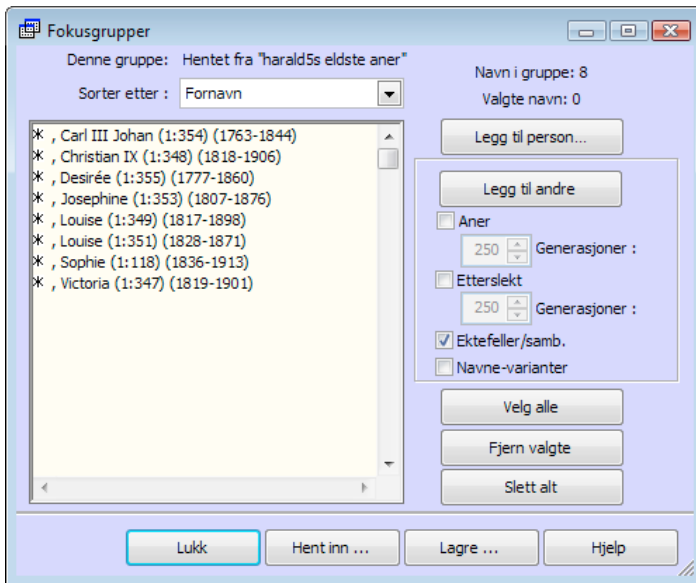 Fokusgrupper
Denne gruppe: Hentet fra "harald5s eldste aner"
Sorter etter : Fornavn
Navn i gruppe: 8
Valgte navn: 0
, Carl III Johan (1:354) (1763-1844)
, Christian IX (1:348) (1818-1906)
, Desirée (1:355) (1777-1860)
, Josephine (1:353) (1807-1876)
, Louise (1:349) (1817-1898)
, Louise (1:351) (1828-1871)
, Sophie (1:118) (1836-1913)
, Victoria (1:347) (1819-1901)
Legg til person...
Legg til andre
Aner
250 Generasjoner :
Etterslekt
250 Generasjoner :
Ektefeller/samb.
Navne-varianter
Velg alle
Fjern valgte
Slett alt
Lukk
Hent inn ...
Lagre ...
Hjelp